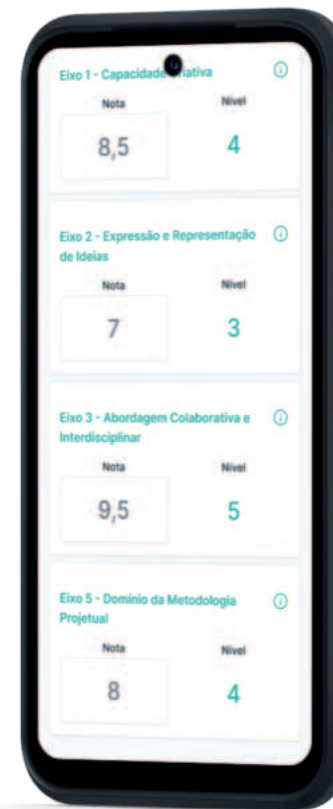 Eixo 1 - Capacidade Criativa
Nota
Nível
8,5
4
Eixo 2 - Expressão e Representação
de Ideias
Nota
Nível
7
3
Eixo 3 - Abordagem Colaborativa e
Interdisciplinar
Nota
Nível
9,5
5
Eixo 5 - Domínio da Metodologia
Projetual
Nota
Nível
8
4